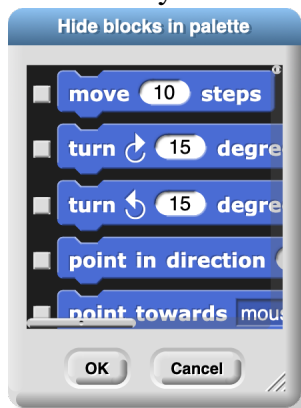 Hide blocks in palette
move 10 steps
turn 15 degre
turn 15 degre
point in direction
point towards mous
OK Cancel